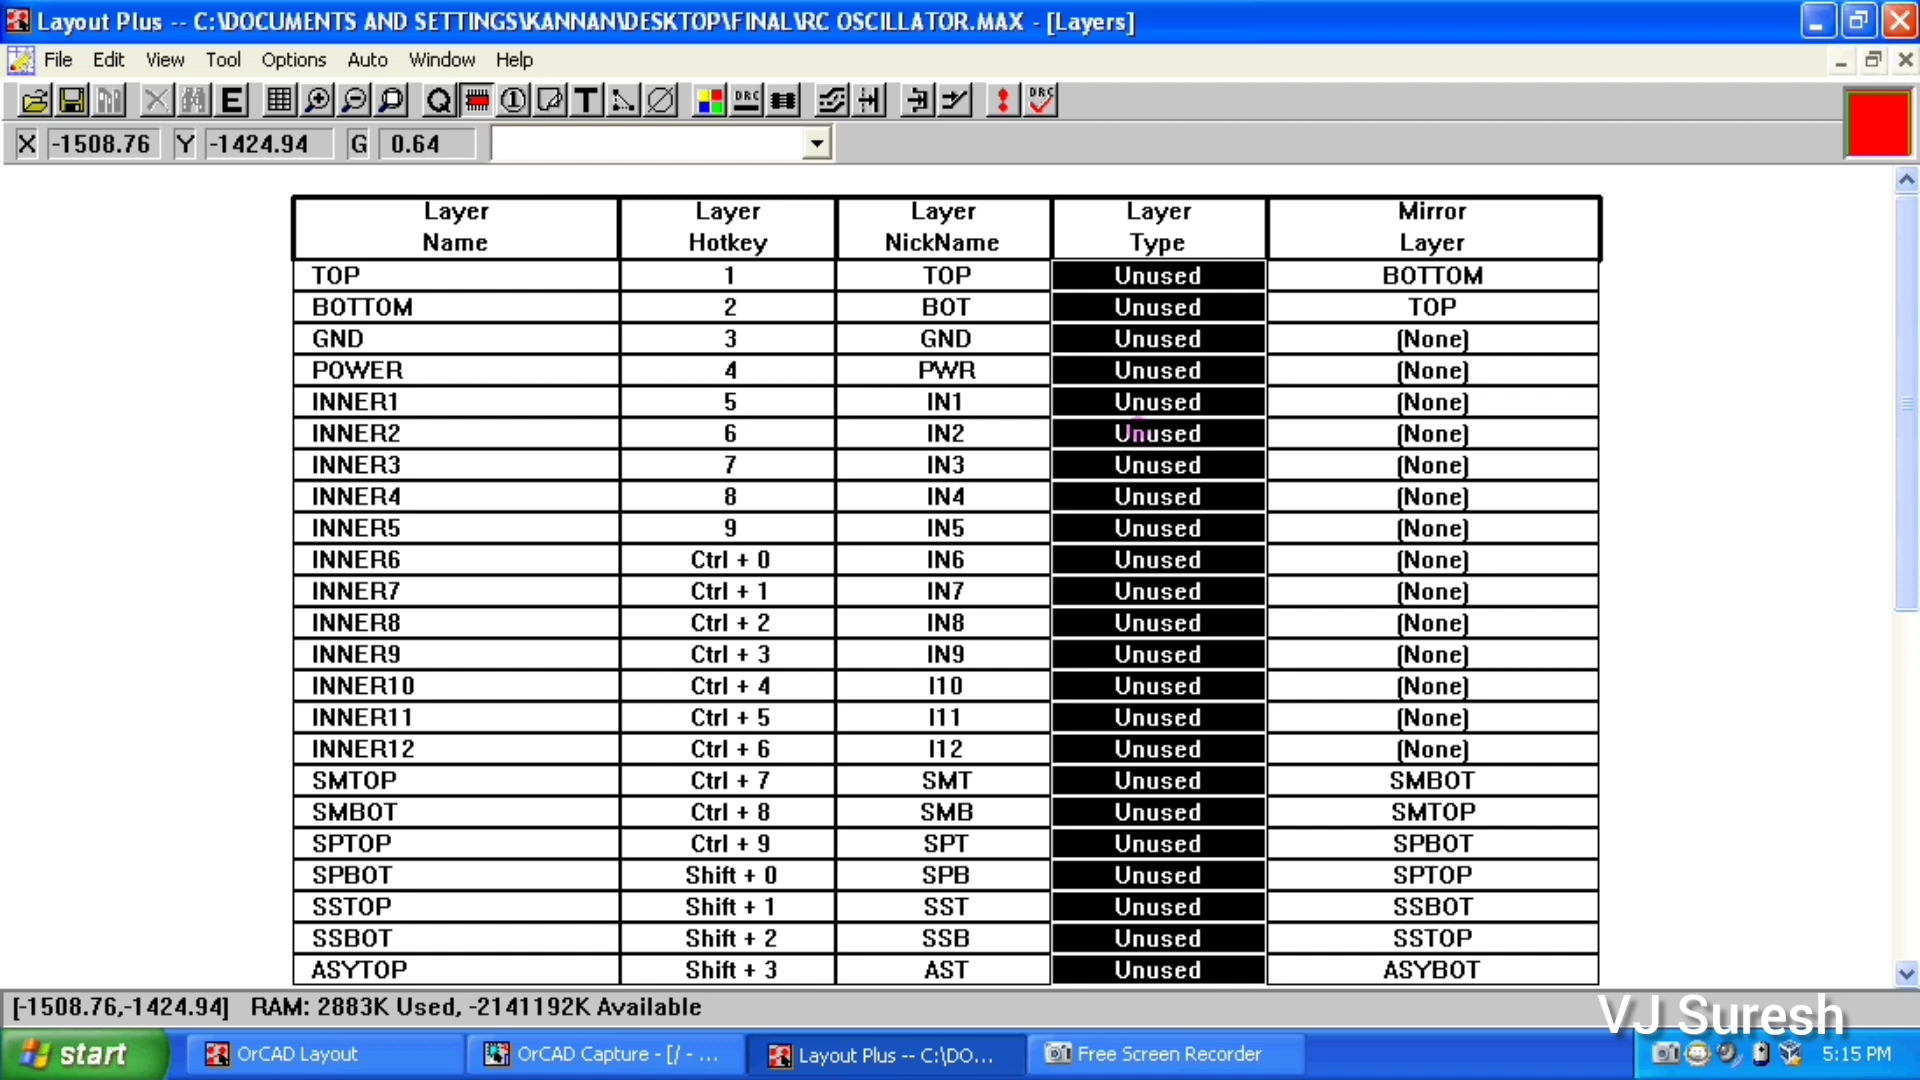 Layout Plus -- C:\DOCUMENTS AND SETTINGS\KANNAN\DESKTOP\FINAL\RC OSCILLATOR.MAX - [Layers]
File Edit View Tool Options Auto Window Help
E Q 1 T DRC DRC
X -1508.76 Y -1424.94 G 0.64
Layer Layer Layer Layer Mirror
Name Hotkey NickName Type Layer
TOP 1 TOP Unused BOTTOM
BOTTOM 2 BOT Unused TOP
GND 3 GND Unused (None)
POWER 4 PWR Unused (None)
INNER1 5 IN1 Unused (None)
INNER2 6 IN2 Unused (None)
INNER3 7 IN3 Unused (None)
INNER4 8 IN4 Unused (None)
INNER5 9 IN5 Unused (None)
INNER6 Ctrl + 0 IN6 Unused (None)
INNER7 Ctrl + 1 IN7 Unused (None)
INNER8 Ctrl + 2 IN8 Unused (None)
INNER9 Ctrl + 3 IN9 Unused (None)
INNER10 Ctrl + 4 I10 Unused (None)
INNER11 Ctrl + 5 I11 Unused (None)
INNER12 Ctrl + 6 I12 Unused (None)
SMTOP Ctrl + 7 SMT Unused SMBOT
SMBOT Ctrl + 8 SMB Unused SMTOP
SPTOP Ctrl + 9 SPT Unused SPBOT
SPBOT Shift + 0 SPB Unused SPTOP
SSTOP Shift + 1 SST Unused SSBOT
SSBOT Shift + 2 SSB Unused SSTOP
ASYTOP Shift + 3 AST Unused ASYBOT
[-1508.76,-1424.94] RAM: 2883K Used, -2141192K Available
VJ Suresh
start OrCAD Layout OrCAD Capture - [/ - ... Layout Plus -- C:\DO... Free Screen Recorder 5:15 PM